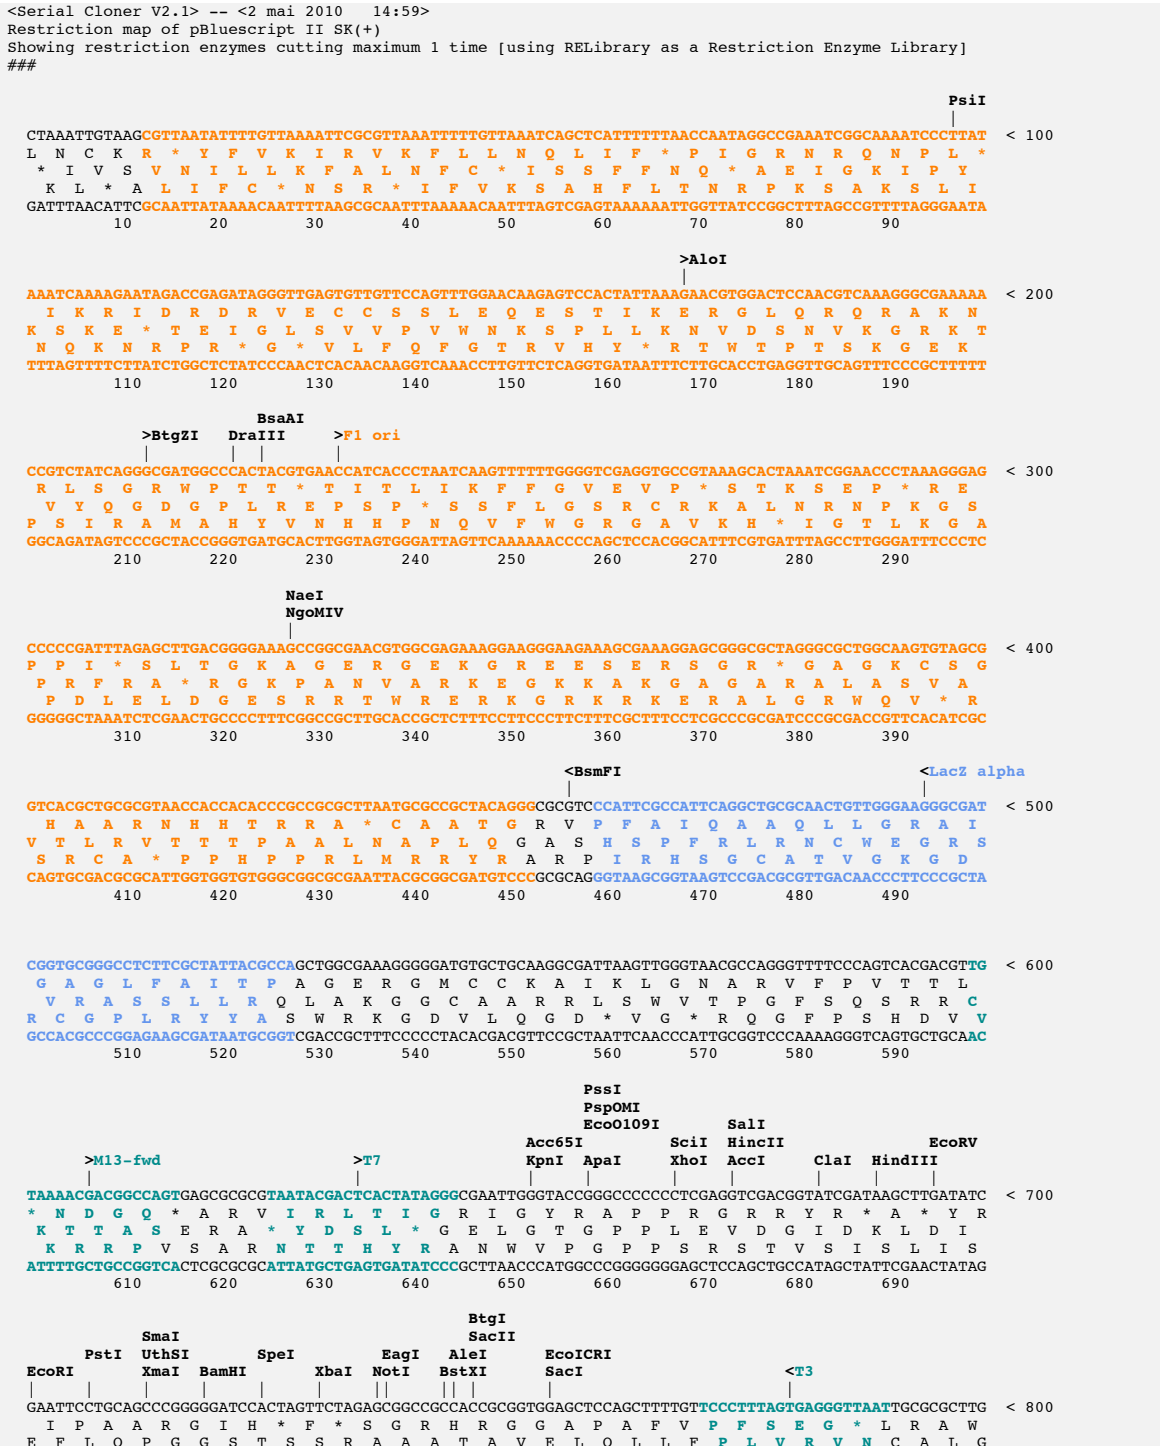 <Serial Cloner V2.1> -- <2 mai 2010   14:59>
Restriction map of pBluescript II SK(+)
Showing restriction enzymes cutting maximum 1 time [using RELibrary as a Restriction Enzyme Library]
###
PsiI
CTAAATTGTAAGCGTTAATATTTTGTTAAAATTCGCGTTAAATTTTTGTTAAATCAGCTCATTTTTTAACCAATAGGCCGAAATCGGCAAAATCCCTTAT < 100
L N C K R * Y F V K I R V K F L L N Q L I F * P I G R N R Q N P L *
* I V S V N I L L K F A L N F C * I S S F F N Q * A E I G K I P Y
K L * A L I F C * N S R * I F V K S A H F L T N R P K S A K S L I
GATTTAACATTCGCAATTATAAAACAATTTTAAGCGCAATTTAAAAACAATTTAGTCGAGTAAAAAATTGGTTATCCGGCTTTAGCCGTTTTAGGGAATA
10 20 30 40 50 60 70 80 90
>AloI
AAATCAAAAGAATAGACCGAGATAGGGTTGAGTGTTGTTCCAGTTTGGAACAAGAGTCCACTATTAAAGAACGTGGACTCCAACGTCAAAGGGCGAAAAA < 200
I K R I D R D R V E C C S S L E Q E S T I K E R G L Q R Q R A K N
K S K E * T E I G L S V V P V W N K S P L L K N V D S N V K G R K T
N Q K N R P R * G * V L F Q F G T R V H Y * R T W T P T S K G E K
TTTAGTTTTCTTATCTGGCTCTATCCCAACTCACAACAAGGTCAAACCTTGTTCTCAGGTGATAATTTCTTGCACCTGAGGTTGCAGTTTCCCGCTTTTT
110 120 130 140 150 160 170 180 190
BsaAI
>BtgZI DraIII >F1 ori
CCGTCTATCAGGGCGATGGCCCACTACGTGAACCATCACCCTAATCAAGTTTTTTGGGGTCGAGGTGCCGTAAAGCACTAAATCGGAACCCTAAAGGGAG < 300
R L S G R W P T T * T I T L I K F F G V E V P * S T K S E P * R E
V Y Q G D G P L R E P S P * S S F L G S R C R K A L N R N P K G S
P S I R A M A H Y V N H H P N Q V F W G R G A V K H * I G T L K G A
GGCAGATAGTCCCGCTACCGGGTGATGCACTTGGTAGTGGGATTAGTTCAAAAAACCCCAGCTCCACGGCATTTCGTGATTTAGCCTTGGGATTTCCCTC
210 220 230 240 250 260 270 280 290
NaeI
NgoMIV
CCCCCGATTTAGAGCTTGACGGGGAAAGCCGGCGAACGTGGCGAGAAAGGAAGGGAAGAAAGCGAAAGGAGCGGGCGCTAGGGCGCTGGCAAGTGTAGCG < 400
P P I * S L T G K A G E R G E K G R E E S E R S G R * G A G K C S G
P R F R A * R G K P A N V A R K E G K K A K G A G A R A L A S V A
P D L E L D G E S R R T W R E R K G R K R K E R A L G R W Q V * R
GGGGGCTAAATCTCGAACTGCCCCTTTCGGCCGCTTGCACCGCTCTTTCCTTCCCTTCTTTCGCTTTCCTCGCCCGCGATCCCGCGACCGTTCACATCGC
310 320 330 340 350 360 370 380 390
<BsmFI <LacZ alpha
GTCACGCTGCGCGTAACCACCACACCCGCCGCGCTTAATGCGCCGCTACAGGGCGCGTCCCATTCGCCATTCAGGCTGCGCAACTGTTGGGAAGGGCGAT < 500
H A A R N H H T R R A * C A A T G R V P F A I Q A A Q L L G R A I
V T L R V T T T P A A L N A P L Q G A S H S P F R L R N C W E G R S
S R C A * P P H P P R L M R R Y R A R P I R H S G C A T V G K G D
CAGTGCGACGCGCATTGGTGGTGTGGGCGGCGCGAATTACGCGGCGATGTCCCGCGCAGGGTAAGCGGTAAGTCCGACGCGTTGACAACCCTTCCCGCTA
410 420 430 440 450 460 470 480 490
CGGTGCGGGCCTCTTCGCTATTACGCCAGCTGGCGAAAGGGGGATGTGCTGCAAGGCGATTAAGTTGGGTAACGCCAGGGTTTTCCCAGTCACGACGTTG < 600
G A G L F A I T P A G E R G M C C K A I K L G N A R V F P V T T L
V R A S S L L R Q L A K G G C A A R R L S W V T P G F S Q S R R C
R C G P L R Y Y A S W R K G D V L Q G D * V G * R Q G F P S H D V V
GCCACGCCCGGAGAAGCGATAATGCGGTCGACCGCTTTCCCCCTACACGACGTTCCGCTAATTCAACCCATTGCGGTCCCAAAAGGGTCAGTGCTGCAAC
510 520 530 540 550 560 570 580 590
PssI
PspOMI
EcoO109I SalI
Acc65I SciI HincII EcoRV
>M13-fwd >T7 KpnI ApaI XhoI AccI ClaI HindIII
TAAAACGACGGCCAGTGAGCGCGCGTAATACGACTCACTATAGGGCGAATTGGGTACCGGGCCCCCCCTCGAGGTCGACGGTATCGATAAGCTTGATATC < 700
* N D G Q * A R V I R L T I G R I G Y R A P P R G R R Y R * A * Y R
K T T A S E R A * Y D S L * G E L G T G P P L E V D G I D K L D I
K R R P V S A R N T T H Y R A N W V P G P P S R S T V S I S L I S
ATTTTGCTGCCGGTCACTCGCGCGCATTATGCTGAGTGATATCCCGCTTAACCCATGGCCCGGGGGGGAGCTCCAGCTGCCATAGCTATTCGAACTATAG
610 620 630 640 650 660 670 680 690
BtgI
SmaI SacII
PstI UthSI SpeI EagI AleI EcoICRI
EcoRI XmaI BamHI XbaI NotI BstXI SacI <T3
GAATTCCTGCAGCCCGGGGGATCCACTAGTTCTAGAGCGGCCGCCACCGCGGTGGAGCTCCAGCTTTTGTTCCCTTTAGTGAGGGTTAATTGCGCGCTTG < 800
I P A A R G I H * F * S G R H R G G A P A F V P F S E G * L R A W
E F L Q P G G S T S S R A A A T A V E L Q L L F P L V R V N C A L G